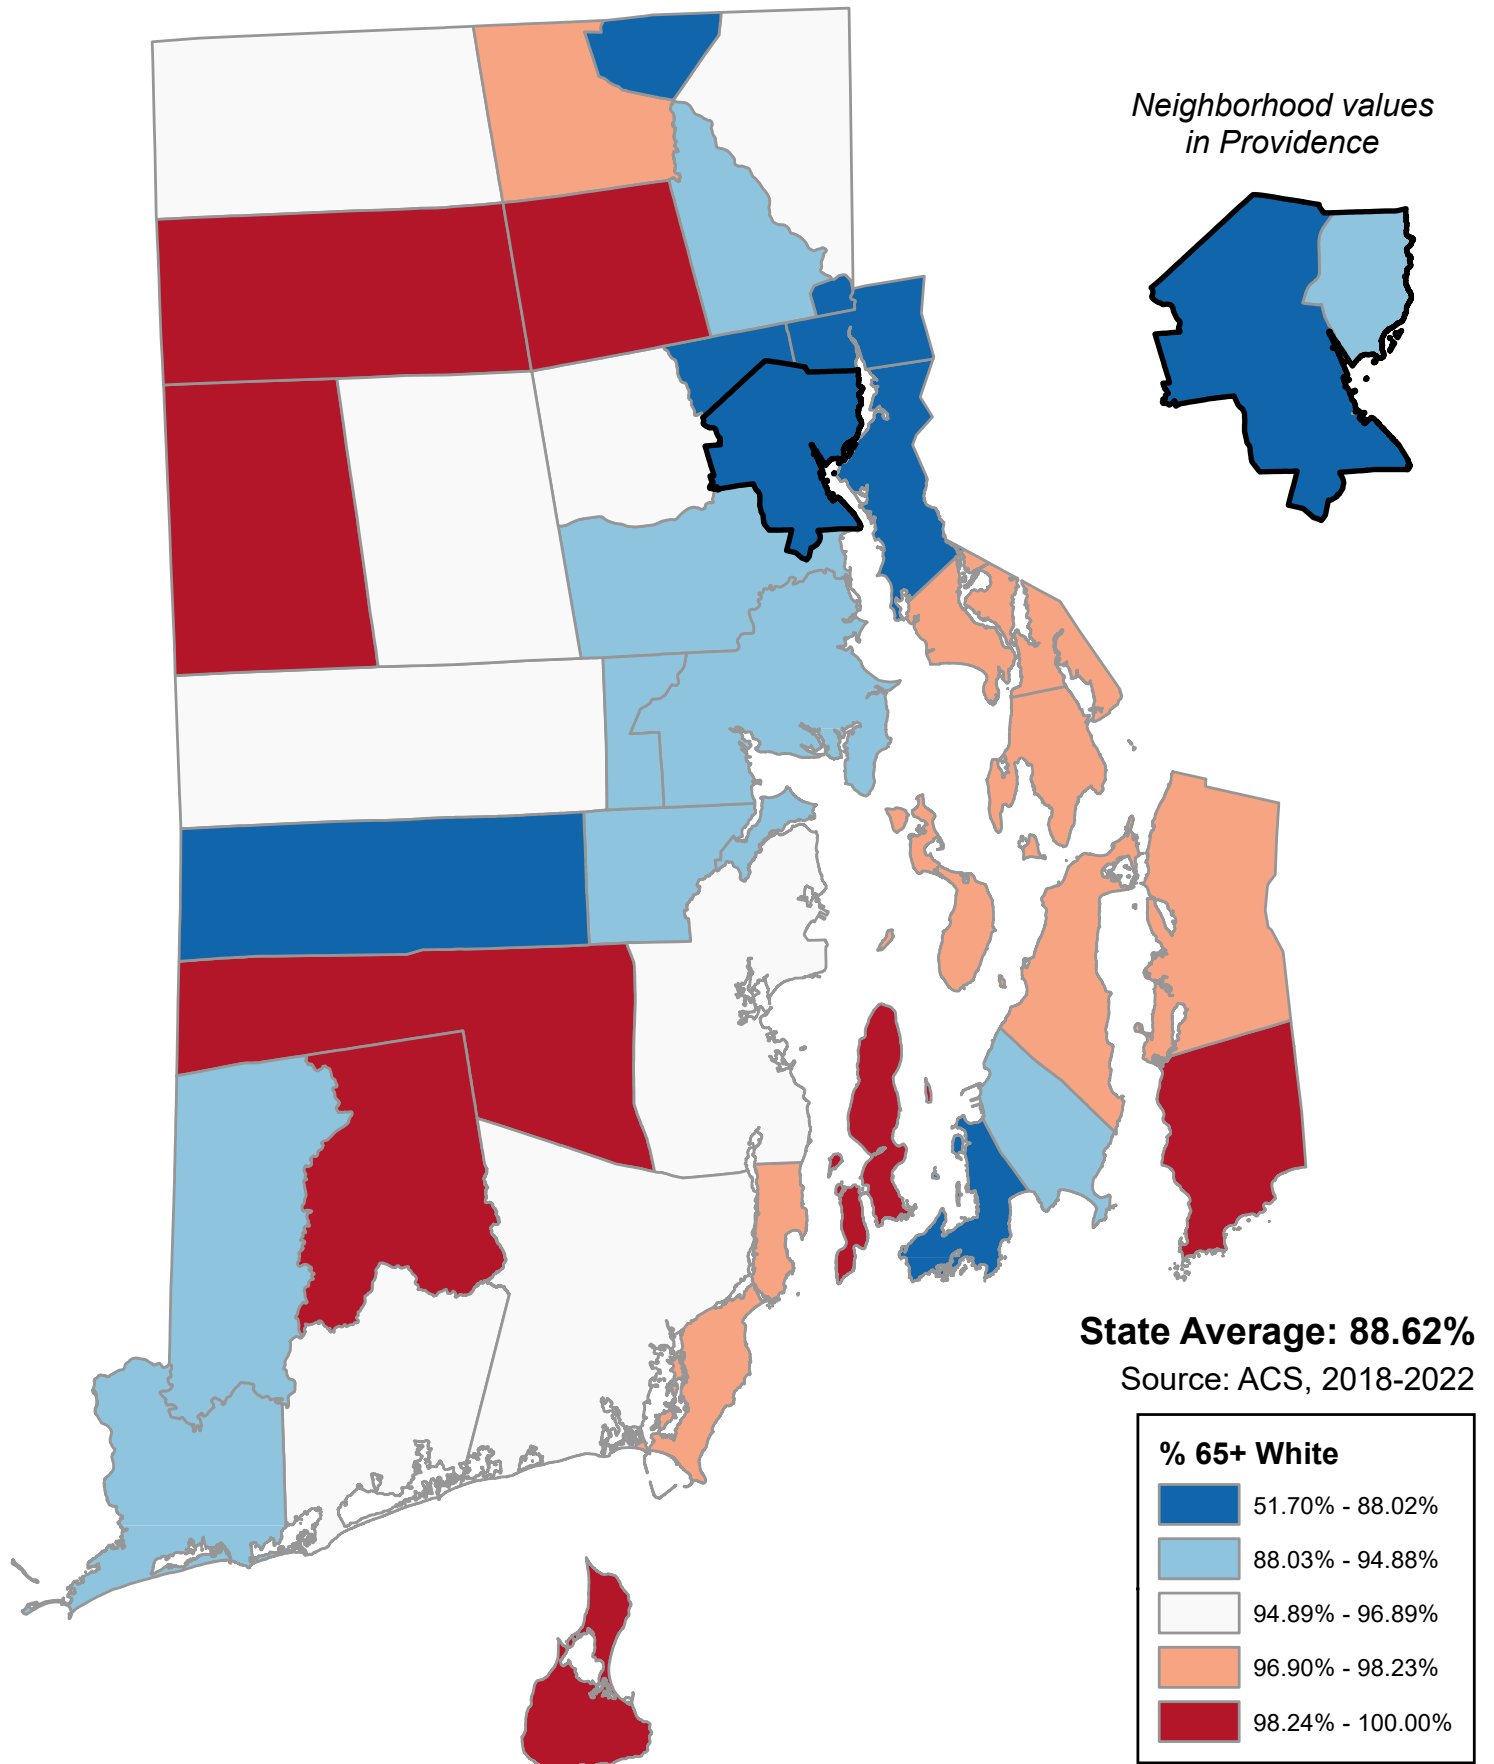 Neighborhood values
in Providence
State Average: 88.62%
Source: ACS, 2018-2022
% 65+ White
51.70% - 88.02%
88.03% - 94.88%
94.89% - 96.89%
96.90% - 98.23%
98.24% - 100.00%